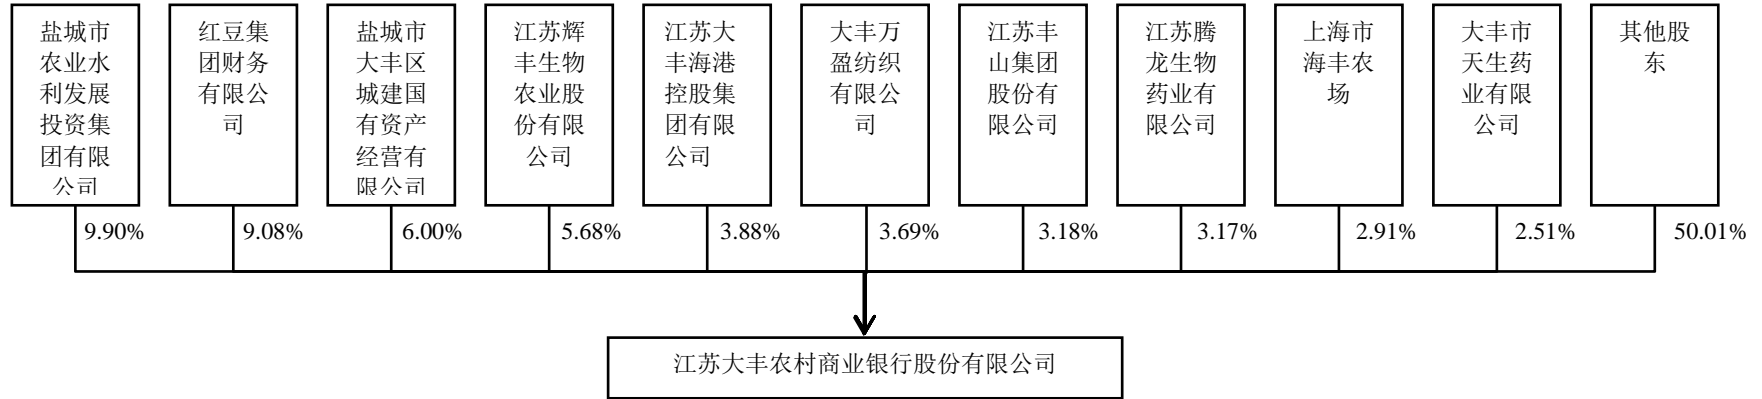 盐城市
农业水
利发展
投资集
团有限
公司
红豆集
团财务
有限公
司
盐城市
大丰区
城建国
有资产
经营有
限公司
江苏辉
丰生物
农业股
份有限
公司
江苏大
丰海港
控股集
团有限
公司
大丰万
盈纺织
有限公
司
江苏丰
山集团
股份有
限公司
江苏腾
龙生物
药业有
限公司
上海市
海丰农
场
大丰市
天生药
业有限
公司
其他股
东
9.90%
9.08%
6.00%
5.68%
3.88%
3.69%
3.18%
3.17%
2.91%
2.51%
50.01%
江苏大丰农村商业银行股份有限公司